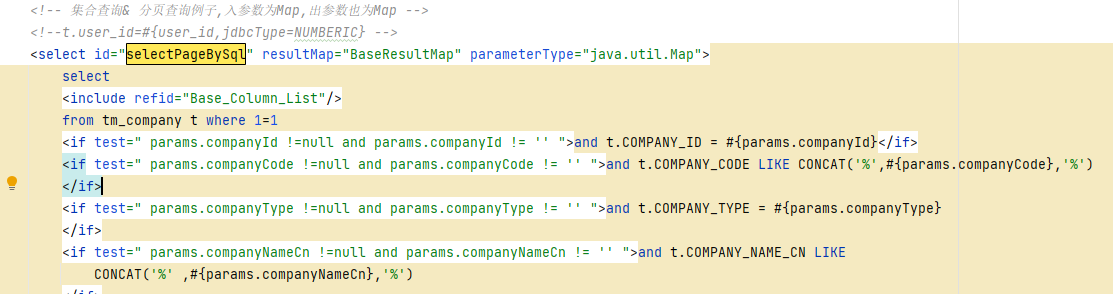 <!-- 集合查询& 分页查询例子,入参数为Map,出参数也为Map -->
<!--t.user_id=#{user_id,jdbcType=NUMBERIC} -->
<select id="selectPageBySql" resultMap="BaseResultMap" parameterType="java.util.Map">
select
<include refid="Base_Column_List"/>
from tm_company t where 1=1
<if test=" params.companyId !=null and params.companyId != '' ">and t.COMPANY_ID = #{params.companyId}</if>
<if test=" params.companyCode !=null and params.companyCode != '' ">and t.COMPANY_CODE LIKE CONCAT('%',#{params.companyCode},'%')
</if>
<if test=" params.companyType !=null and params.companyType != '' ">and t.COMPANY_TYPE = #{params.companyType}
</if>
<if test=" params.companyNameCn !=null and params.companyNameCn != '' ">and t.COMPANY_NAME_CN LIKE
CONCAT('%' ,#{params.companyNameCn},'%')
</if>